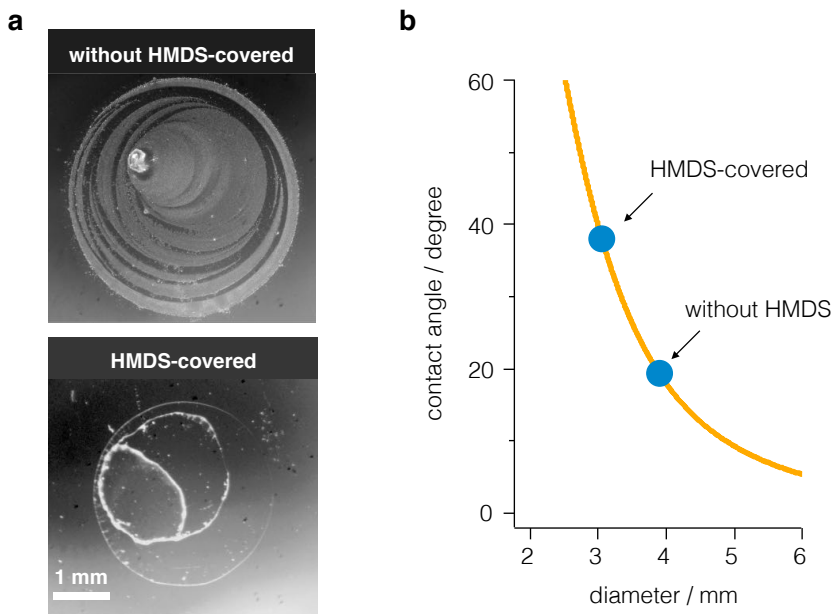 a
without HMDS-covered
HMDS-covered
1 mm
b
60
40
20
0
contact angle / degree
HMDS-covered
without HMDS
2 3 4 5 6
diameter / mm